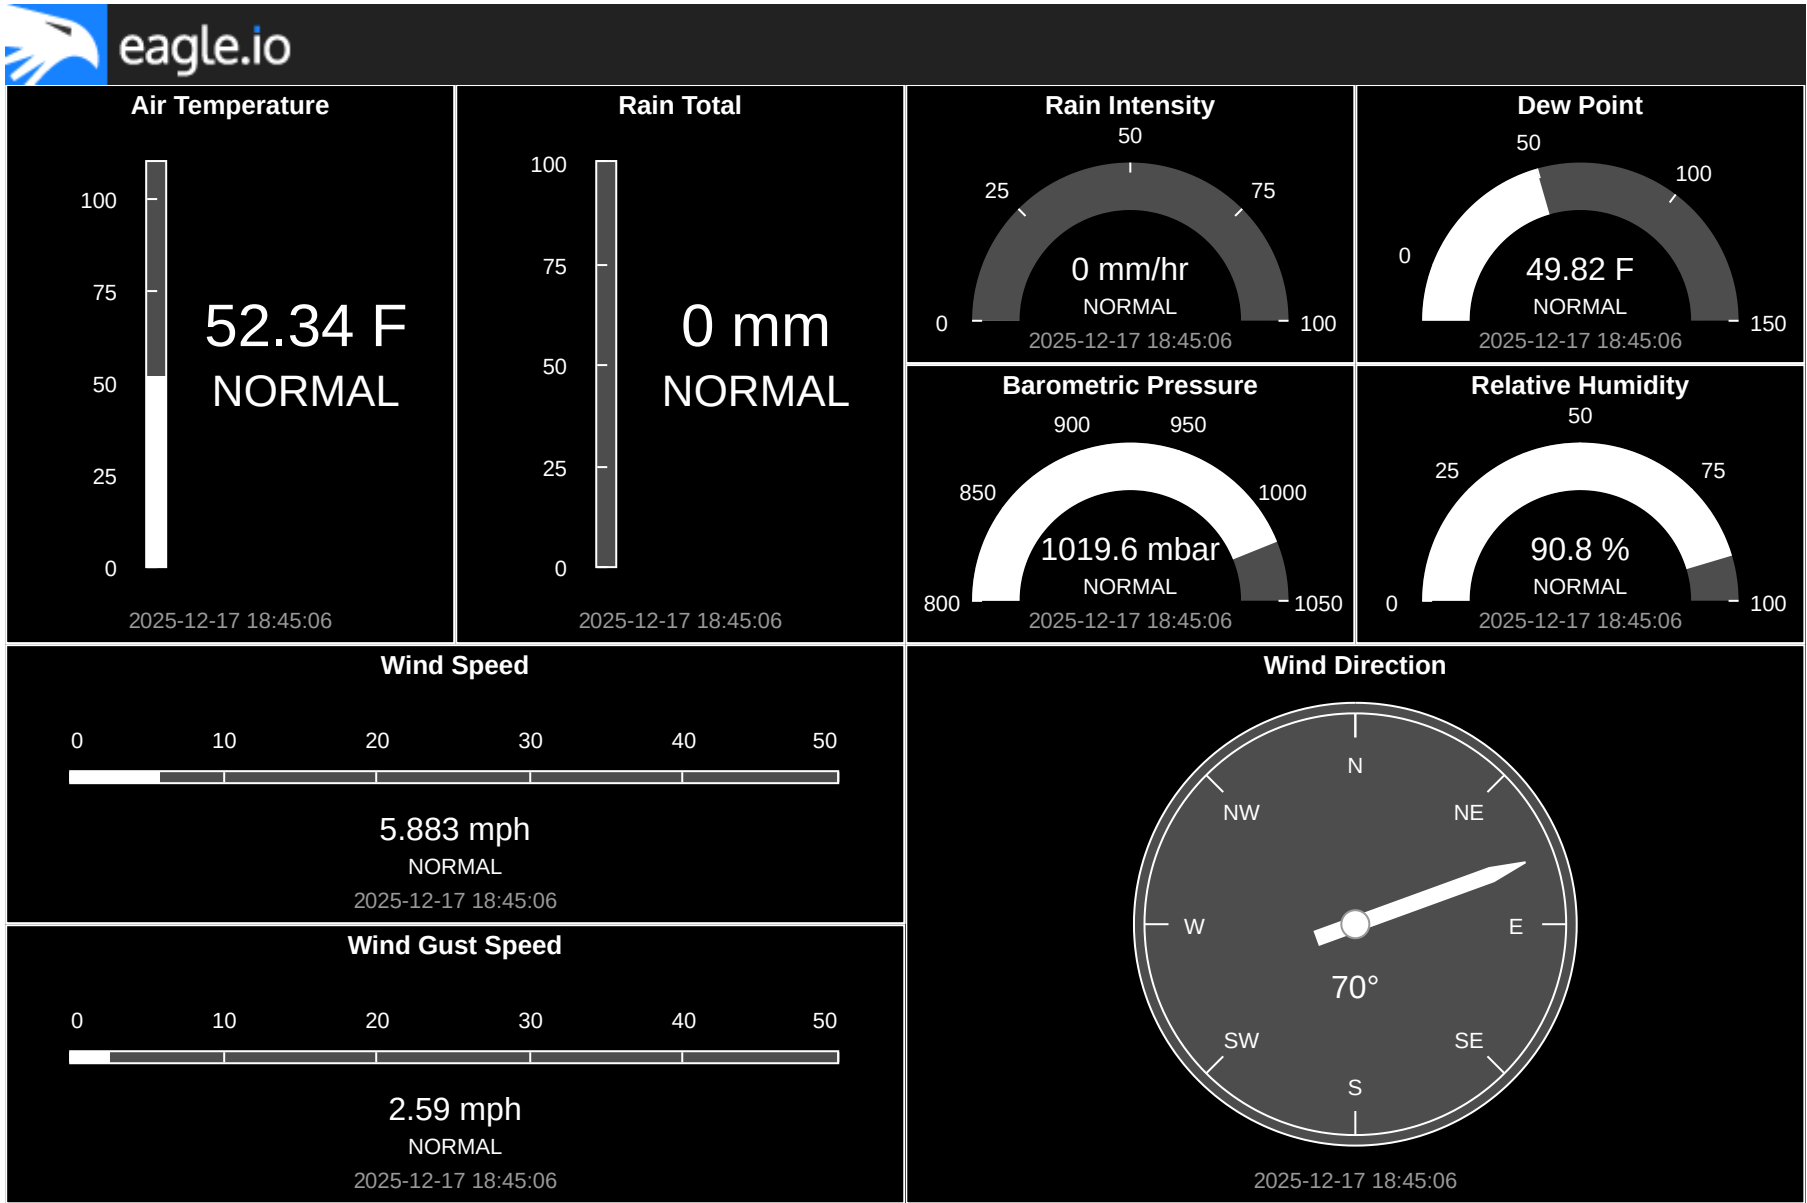 eagle.io
Air Temperature
100
75
50
25
0
52.34 F
NORMAL
2025-12-17 18:45:06
Rain Total
100
75
50
25
0
0 mm
NORMAL
2025-12-17 18:45:06
Rain Intensity
0
25
50
75
100
0 mm/hr
NORMAL
2025-12-17 18:45:06
Dew Point
0
50
100
150
49.82 F
NORMAL
2025-12-17 18:45:06
Barometric Pressure
800
850
900
950
1000
1050
1019.6 mbar
NORMAL
2025-12-17 18:45:06
Relative Humidity
0
25
50
75
100
90.8 %
NORMAL
2025-12-17 18:45:06
Wind Speed
0 10 20 30 40 50
5.883 mph
NORMAL
2025-12-17 18:45:06
Wind Gust Speed
0 10 20 30 40 50
2.59 mph
NORMAL
2025-12-17 18:45:06
Wind Direction
N
NW NE
W E
70°
SW SE
S
2025-12-17 18:45:06